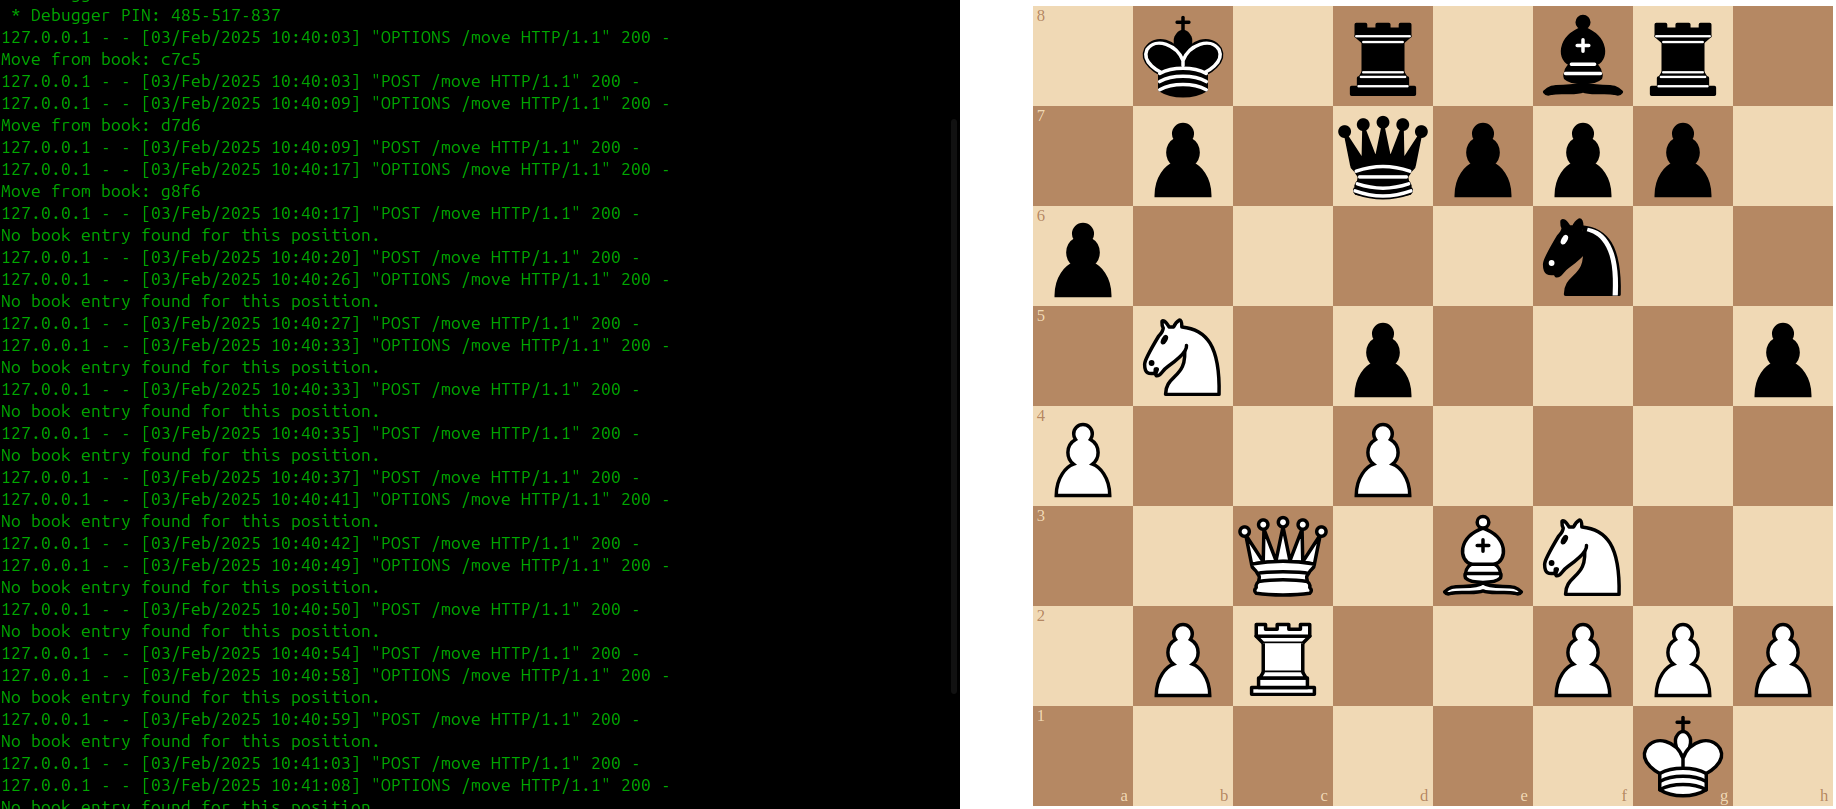 * Debugger PIN: 485-517-837
127.0.0.1 - - [03/Feb/2025 10:40:03] "OPTIONS /move HTTP/1.1" 200 -
Move from book: c7c5
127.0.0.1 - - [03/Feb/2025 10:40:03] "POST /move HTTP/1.1" 200 -
127.0.0.1 - - [03/Feb/2025 10:40:09] "OPTIONS /move HTTP/1.1" 200 -
Move from book: d7d6
127.0.0.1 - - [03/Feb/2025 10:40:09] "POST /move HTTP/1.1" 200 -
127.0.0.1 - - [03/Feb/2025 10:40:17] "OPTIONS /move HTTP/1.1" 200 -
Move from book: g8f6
127.0.0.1 - - [03/Feb/2025 10:40:17] "POST /move HTTP/1.1" 200 -
No book entry found for this position.
127.0.0.1 - - [03/Feb/2025 10:40:20] "POST /move HTTP/1.1" 200 -
127.0.0.1 - - [03/Feb/2025 10:40:26] "OPTIONS /move HTTP/1.1" 200 -
No book entry found for this position.
127.0.0.1 - - [03/Feb/2025 10:40:27] "POST /move HTTP/1.1" 200 -
127.0.0.1 - - [03/Feb/2025 10:40:33] "OPTIONS /move HTTP/1.1" 200 -
No book entry found for this position.
127.0.0.1 - - [03/Feb/2025 10:40:33] "POST /move HTTP/1.1" 200 -
No book entry found for this position.
127.0.0.1 - - [03/Feb/2025 10:40:35] "POST /move HTTP/1.1" 200 -
No book entry found for this position.
127.0.0.1 - - [03/Feb/2025 10:40:37] "POST /move HTTP/1.1" 200 -
127.0.0.1 - - [03/Feb/2025 10:40:41] "OPTIONS /move HTTP/1.1" 200 -
No book entry found for this position.
127.0.0.1 - - [03/Feb/2025 10:40:42] "POST /move HTTP/1.1" 200 -
127.0.0.1 - - [03/Feb/2025 10:40:49] "OPTIONS /move HTTP/1.1" 200 -
No book entry found for this position.
127.0.0.1 - - [03/Feb/2025 10:40:50] "POST /move HTTP/1.1" 200 -
No book entry found for this position.
127.0.0.1 - - [03/Feb/2025 10:40:54] "POST /move HTTP/1.1" 200 -
127.0.0.1 - - [03/Feb/2025 10:40:58] "OPTIONS /move HTTP/1.1" 200 -
No book entry found for this position.
127.0.0.1 - - [03/Feb/2025 10:40:59] "POST /move HTTP/1.1" 200 -
No book entry found for this position.
127.0.0.1 - - [03/Feb/2025 10:41:03] "POST /move HTTP/1.1" 200 -
127.0.0.1 - - [03/Feb/2025 10:41:08] "OPTIONS /move HTTP/1.1" 200 -
No book entry found for this position.
8
7
6
5
4
3
2
1
a b c d e f g h